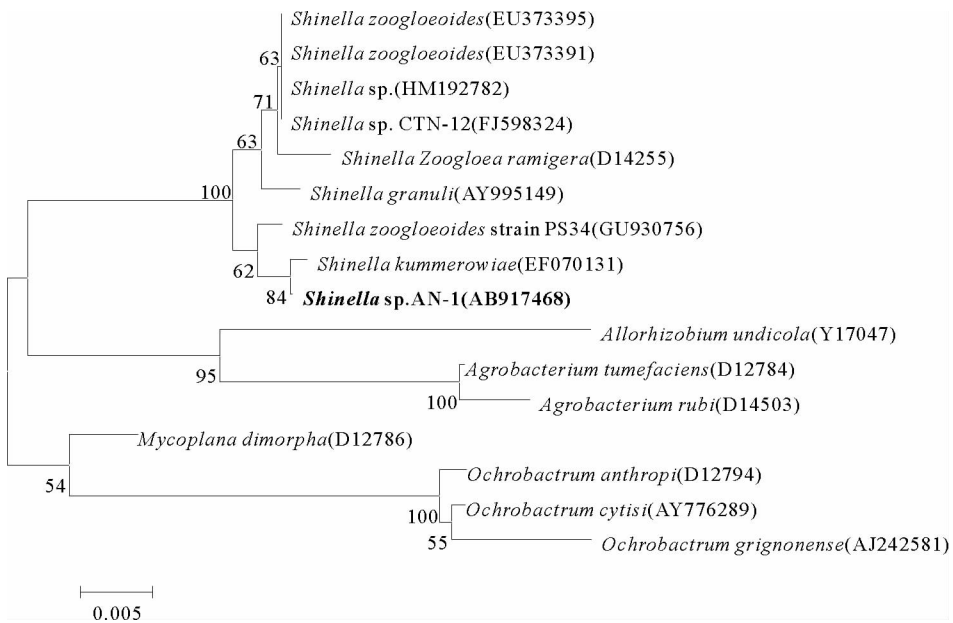 Shinella zoogloeoides(EU373395)
Shinella zoogloeoides(EU373391)
63
Shinella sp.(HM192782)
71
Shinella sp. CTN-12(FJ598324)
63
Shinella Zoogloea ramigera(D14255)
100
Shinella granuli(AY995149)
Shinella zoogloeoides strain PS34(GU930756)
62
Shinella kummerowiae(EF070131)
84
Shinella sp.AN-1(AB917468)
Allorhizobium undicola(Y17047)
95
Agrobacterium tumefaciens(D12784)
100
Agrobacterium rubi(D14503)
Mycoplana dimorpha(D12786)
54
Ochrobactrum anthropi(D12794)
100
Ochrobactrum cytisi(AY776289)
55
Ochrobactrum grignonense(AJ242581)
0.005